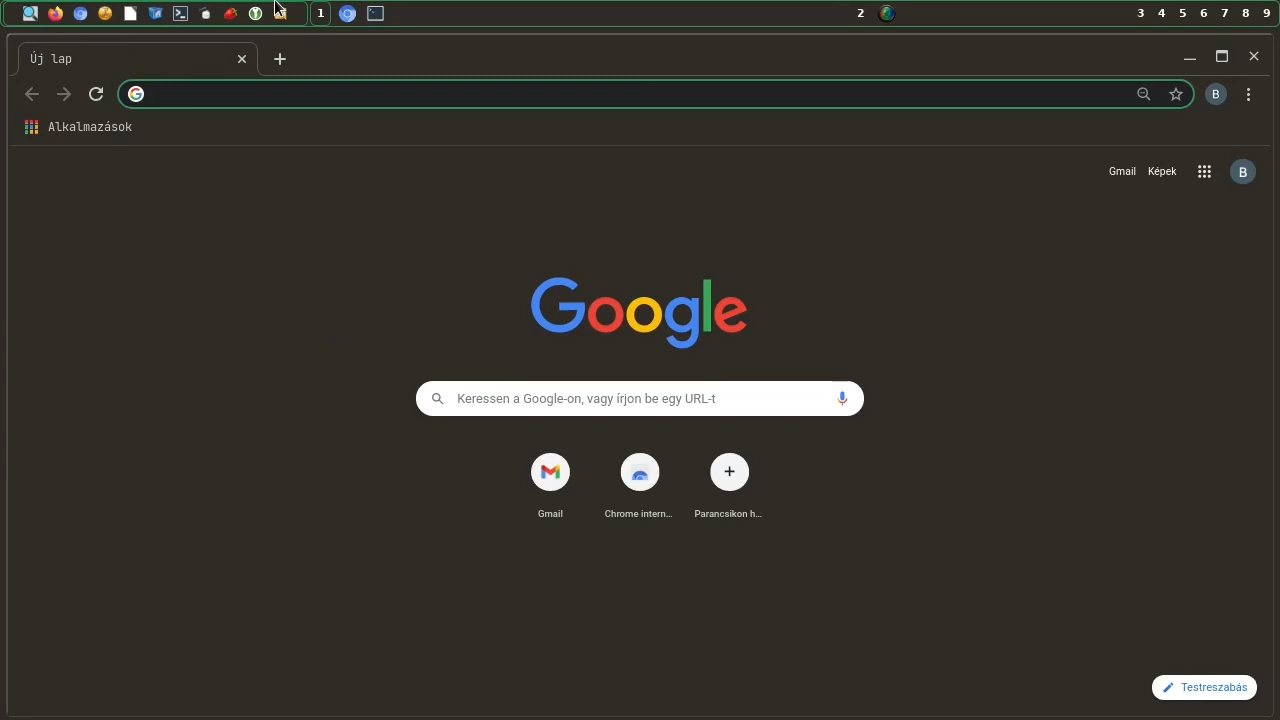 1
2
3 4 5 6 7 8 9
Új lap
B
Alkalmazások
Gmail Képek
B
Google
Keressen a Google-on, vagy írjon be egy URL-t
Gmail Chrome intern... Parancsikon h...
Testreszabás